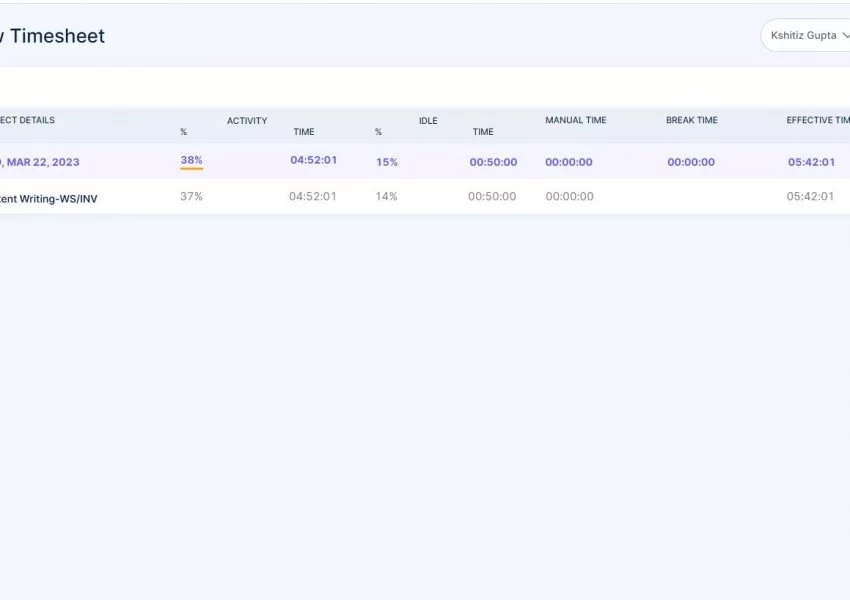 Timesheet
Kshitiz Gupta
ECT DETAILS ACTIVITY IDLE MANUAL TIME BREAK TIME EFFECTIVE TIM
% TIME % TIME
, MAR 22, 2023 38% 04:52:01 15% 00:50:00 00:00:00 00:00:00 05:42:01
tent Writing-WS/INV 37% 04:52:01 14% 00:50:00 00:00:00 05:42:01